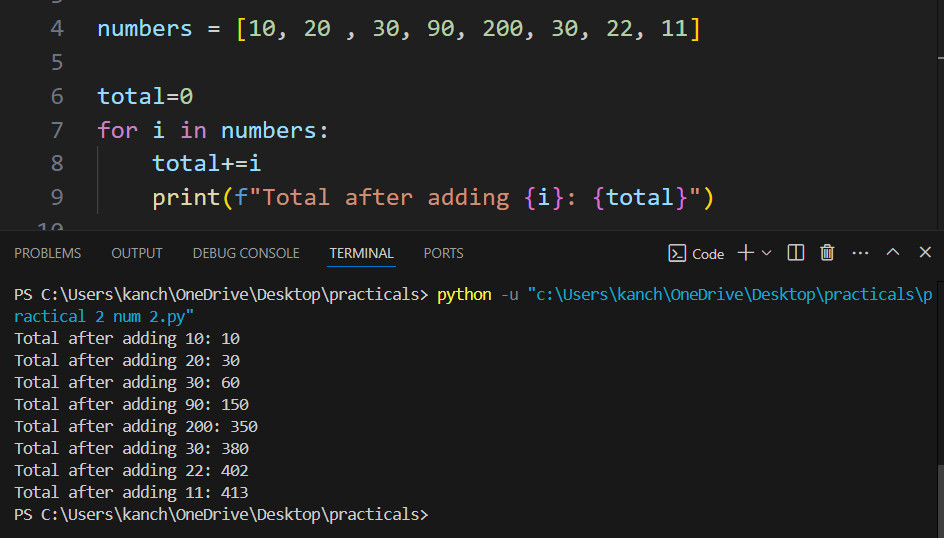 4 numbers = [10, 20 , 30, 90, 200, 30, 22, 11]
5
6 total=0
7 for i in numbers:
8     total+=i
9     print(f"Total after adding {i}: {total}")
10
PROBLEMS OUTPUT DEBUG CONSOLE TERMINAL PORTS Code
PS C:\Users\kanch\OneDrive\Desktop\practicals> python -u "c:\Users\kanch\OneDrive\Desktop\practicals\p
ractical 2 num 2.py"
Total after adding 10: 10
Total after adding 20: 30
Total after adding 30: 60
Total after adding 90: 150
Total after adding 200: 350
Total after adding 30: 380
Total after adding 22: 402
Total after adding 11: 413
PS C:\Users\kanch\OneDrive\Desktop\practicals>